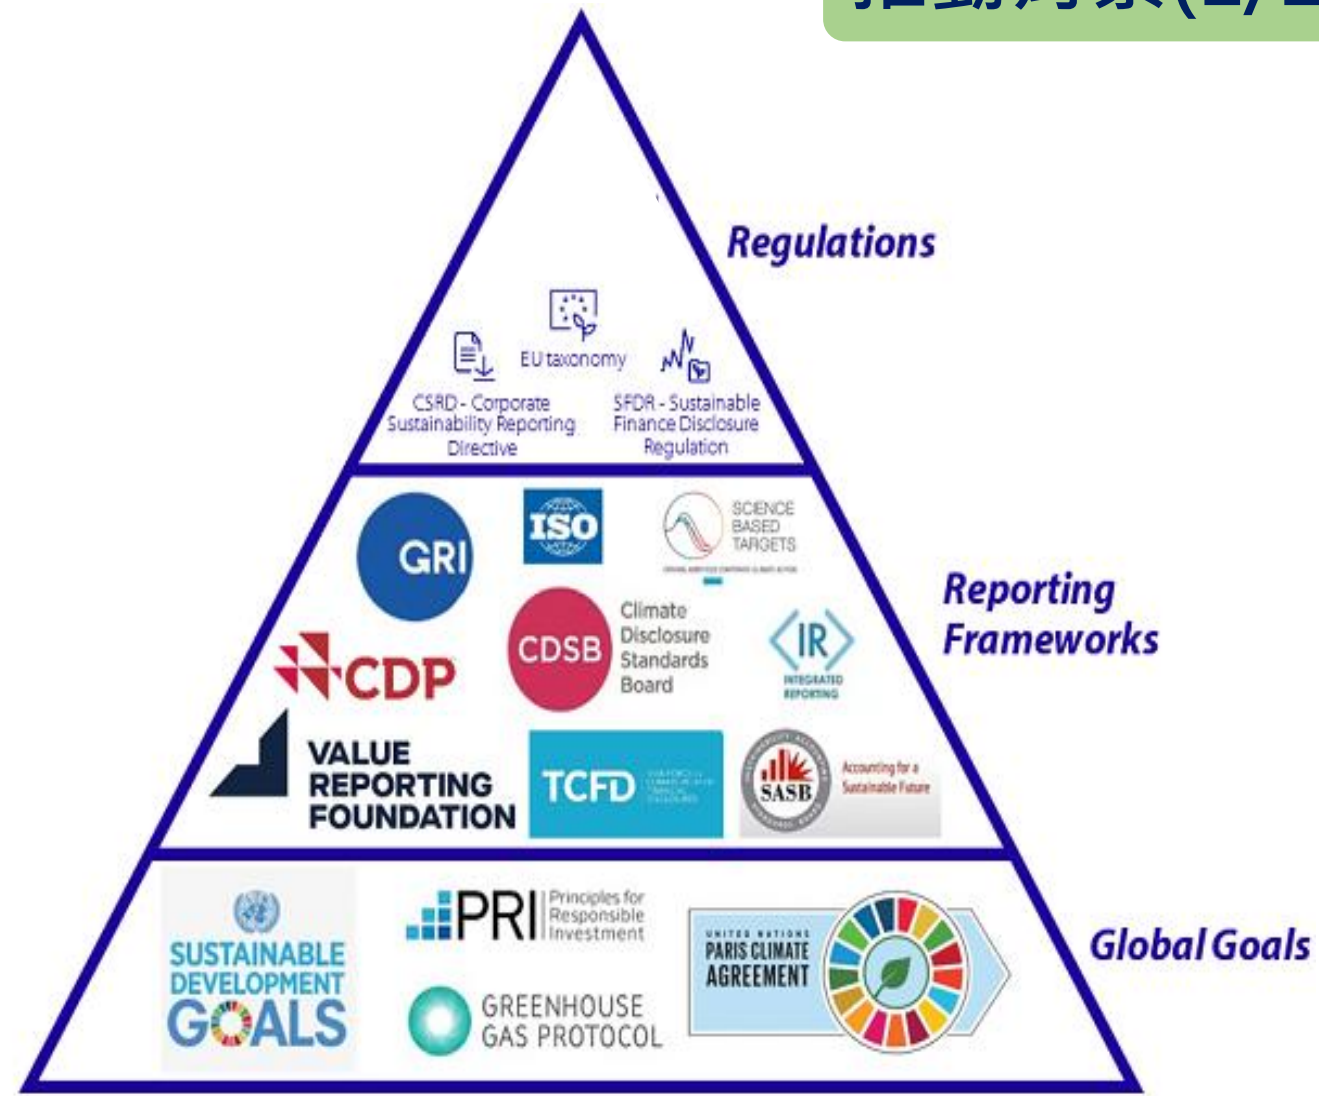 Regulations
EU taxonomy
CSRD - Corporate
Sustainability Reporting
Directive
SFDR - Sustainable
Finance Disclosure
Regulation
GRI
ISO
SCIENCE
BASED
TARGETS
Reporting
Frameworks
CDP
CDSB
Climate
Disclosure
Standards
Board
IR
INTEGRATED
REPORTING
VALUE
REPORTING
FOUNDATION
TCFD
SASB
Accounting for a
Sustainable Future
SUSTAINABLE
DEVELOPMENT
GOALS
PRI
Principles for
Responsible
Investment
GREENHOUSE
GAS PROTOCOL
UNITED NATIONS
PARIS CLIMATE
AGREEMENT
Global Goals